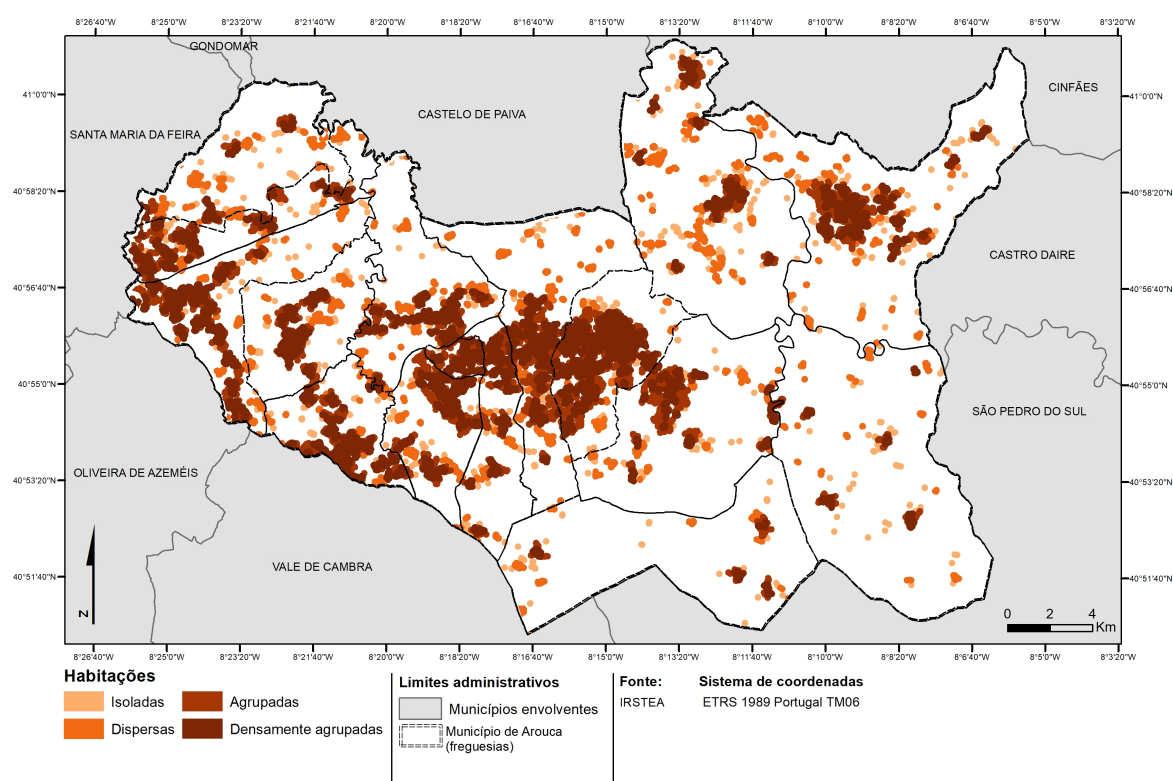 8°26'40"W 8°25'0"W 8°23'20"W 8°21'40"W 8°20'0"W 8°18'20"W 8°16'40"W 8°15'0"W 8°13'20"W 8°11'40"W 8°10'0"W 8°8'20"W 8°6'40"W 8°5'0"W 8°3'20"W
GONDOMAR
CINFÃES
41°0'0"N 41°0'0"N
CASTELO DE PAIVA
SANTA MARIA DA FEIRA
40°58'20"N 40°58'20"N
CASTRO DAIRE
40°56'40"N 40°56'40"N
40°55'0"N 40°55'0"N
SÃO PEDRO DO SUL
OLIVEIRA DE AZEMÉIS
40°53'20"N 40°53'20"N
VALE DE CAMBRA
40°51'40"N 40°51'40"N
N
0 2 4
Km
8°26'40"W 8°25'0"W 8°23'20"W 8°21'40"W 8°20'0"W 8°18'20"W 8°16'40"W 8°15'0"W 8°13'20"W 8°11'40"W 8°10'0"W 8°8'20"W 8°6'40"W 8°5'0"W 8°3'20"W
Habitações
Isoladas
Agrupadas
Dispersas
Densamente agrupadas
Limites administrativos
Municípios envolventes
Município de Arouca
(freguesias)
Fonte:
IRSTEA
Sistema de coordenadas
ETRS 1989 Portugal TM06